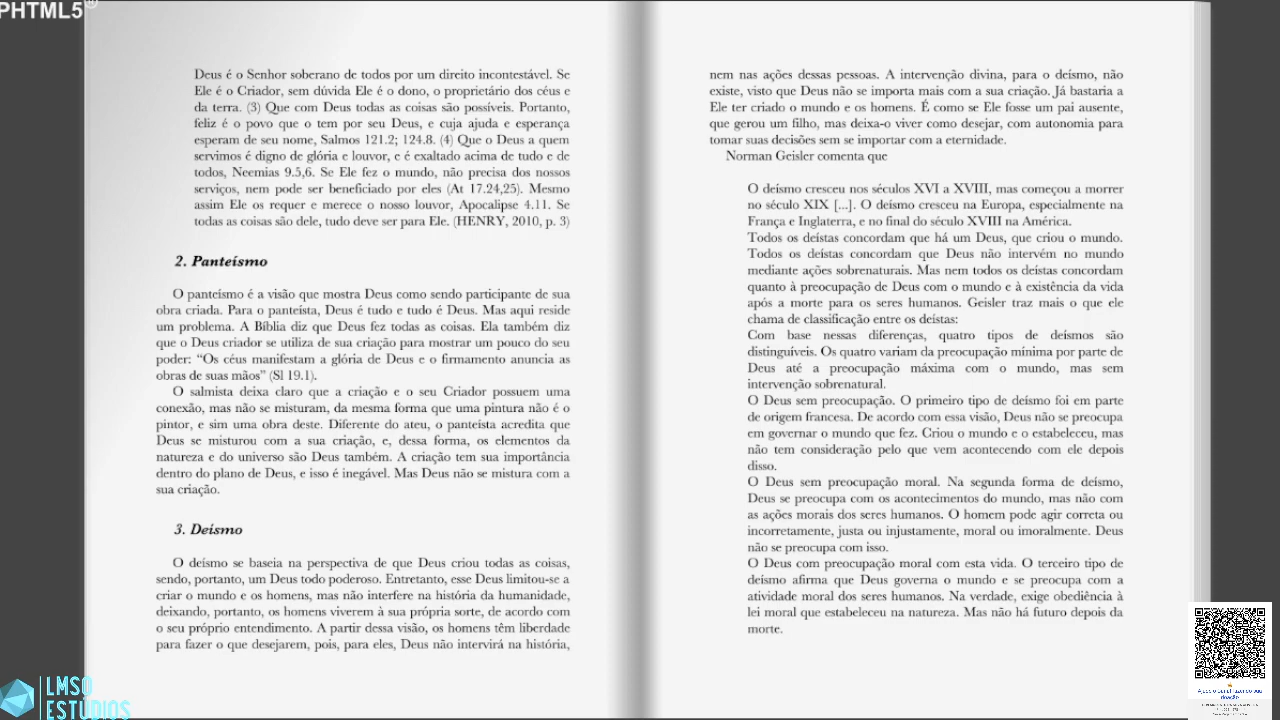 PHTML5®
Deus é o Senhor soberano de todos por um direito incontestável. Se
Ele é o Criador, sem dúvida Ele é o dono, o proprietário dos céus e
da terra. (3) Que com Deus todas as coisas são possíveis. Portanto,
feliz é o povo que o tem por seu Deus, e cuja ajuda e esperança
esperam de seu nome, Salmos 121.2; 124.8. (4) Que o Deus a quem
servimos é digno de glória e louvor, e é exaltado acima de tudo e de
todos, Neemias 9.5,6. Se Ele fez o mundo, não precisa dos nossos
serviços, nem pode ser beneficiado por eles (At 17.24,25). Mesmo
assim Ele os requer e merece o nosso louvor, Apocalipse 4.11. Se
todas as coisas são dele, tudo deve ser para Ele. (HENRY, 2010, p. 3)
2. Panteísmo
O panteísmo é a visão que mostra Deus como sendo participante de sua
obra criada. Para o panteísta, Deus é tudo e tudo é Deus. Mas aqui reside
um problema. A Bíblia diz que Deus fez todas as coisas. Ela também diz
que o Deus criador se utiliza de sua criação para mostrar um pouco do seu
poder: “Os céus manifestam a glória de Deus e o firmamento anuncia as
obras de suas mãos” (Sl 19.1).
O salmista deixa claro que a criação e o seu Criador possuem uma
conexão, mas não se misturam, da mesma forma que uma pintura não é o
pintor, e sim uma obra deste. Diferente do ateu, o panteísta acredita que
Deus se misturou com a sua criação, e, dessa forma, os elementos da
natureza e do universo são Deus também. A criação tem sua importância
dentro do plano de Deus, e isso é inegável. Mas Deus não se mistura com a
sua criação.
3. Deísmo
O deísmo se baseia na perspectiva de que Deus criou todas as coisas,
sendo, portanto, um Deus todo poderoso. Entretanto, esse Deus limitou-se a
criar o mundo e os homens, mas não interfere na história da humanidade,
deixando, portanto, os homens viverem à sua própria sorte, de acordo com
o seu próprio entendimento. A partir dessa visão, os homens têm liberdade
para fazer o que desejarem, pois, para eles, Deus não intervirá na história,
nem nas ações dessas pessoas. A intervenção divina, para o deísmo, não
existe, visto que Deus não se importa mais com a sua criação. Já bastaria a
Ele ter criado o mundo e os homens. É como se Ele fosse um pai ausente,
que gerou um filho, mas deixa-o viver como desejar, com autonomia para
tomar suas decisões sem se importar com a eternidade.
Norman Geisler comenta que
O deísmo cresceu nos séculos XVI a XVIII, mas começou a morrer
no século XIX [...]. O deísmo cresceu na Europa, especialmente na
França e Inglaterra, e no final do século XVIII na América.
Todos os deístas concordam que há um Deus, que criou o mundo.
Todos os deístas concordam que Deus não intervém no mundo
mediante ações sobrenaturais. Mas nem todos os deístas concordam
quanto à preocupação de Deus com o mundo e à existência da vida
após a morte para os seres humanos. Geisler traz mais o que ele
chama de classificação entre os deístas:
Com base nessas diferenças, quatro tipos de deísmos são
distinguíveis. Os quatro variam da preocupação mínima por parte de
Deus até a preocupação máxima com o mundo, mas sem
intervenção sobrenatural.
O Deus sem preocupação. O primeiro tipo de deísmo foi em parte
de origem francesa. De acordo com essa visão, Deus não se preocupa
em governar o mundo que fez. Criou o mundo e o estabeleceu, mas
não tem consideração pelo que vem acontecendo com ele depois
disso.
O Deus sem preocupação moral. Na segunda forma de deísmo,
Deus se preocupa com os acontecimentos do mundo, mas não com
as ações morais dos seres humanos. O homem pode agir correta ou
incorretamente, justa ou injustamente, moral ou imoralmente. Deus
não se preocupa com isso.
O Deus com preocupação moral com esta vida. O terceiro tipo de
deísmo afirma que Deus governa o mundo e se preocupa com a
atividade moral dos seres humanos. Na verdade, exige obediência à
lei moral que estabeleceu na natureza. Mas não há futuro depois da
morte.
LMSO
ESTÚDIOS